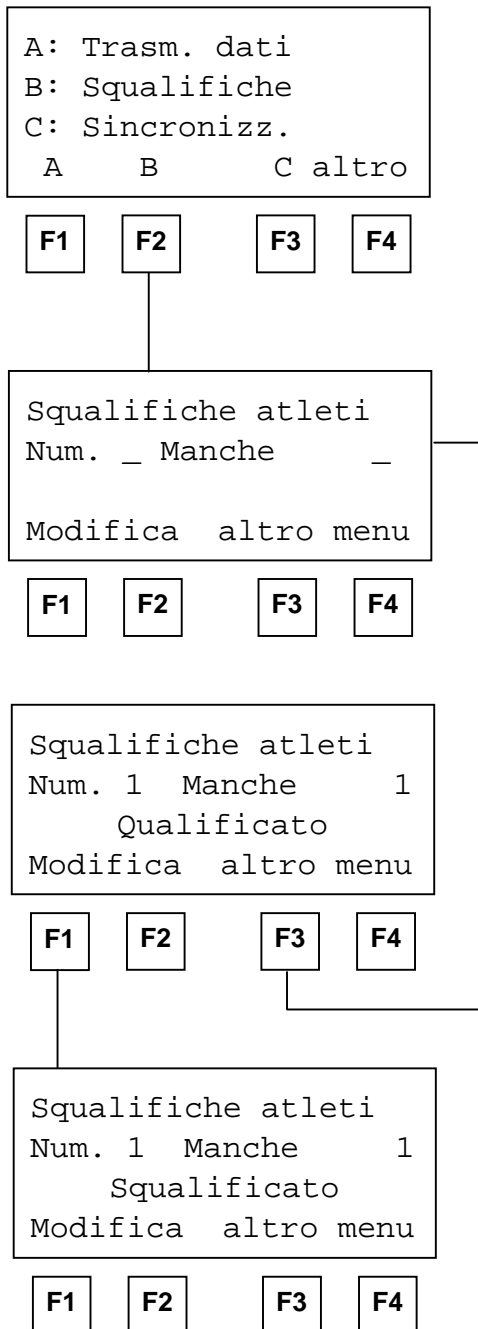 A: Trasm. dati
B: Squalifiche
C: Sincronizz.
A B C altro
F1 F2 F3 F4
Squalifiche atleti
Num. _ Manche _
Modifica altro menu
F1 F2 F3 F4
Squalifiche atleti
Num. 1 Manche 1
Qualificato
Modifica altro menu
F1 F2 F3 F4
Squalifiche atleti
Num. 1 Manche 1
Squalificato
Modifica altro menu
F1 F2 F3 F4